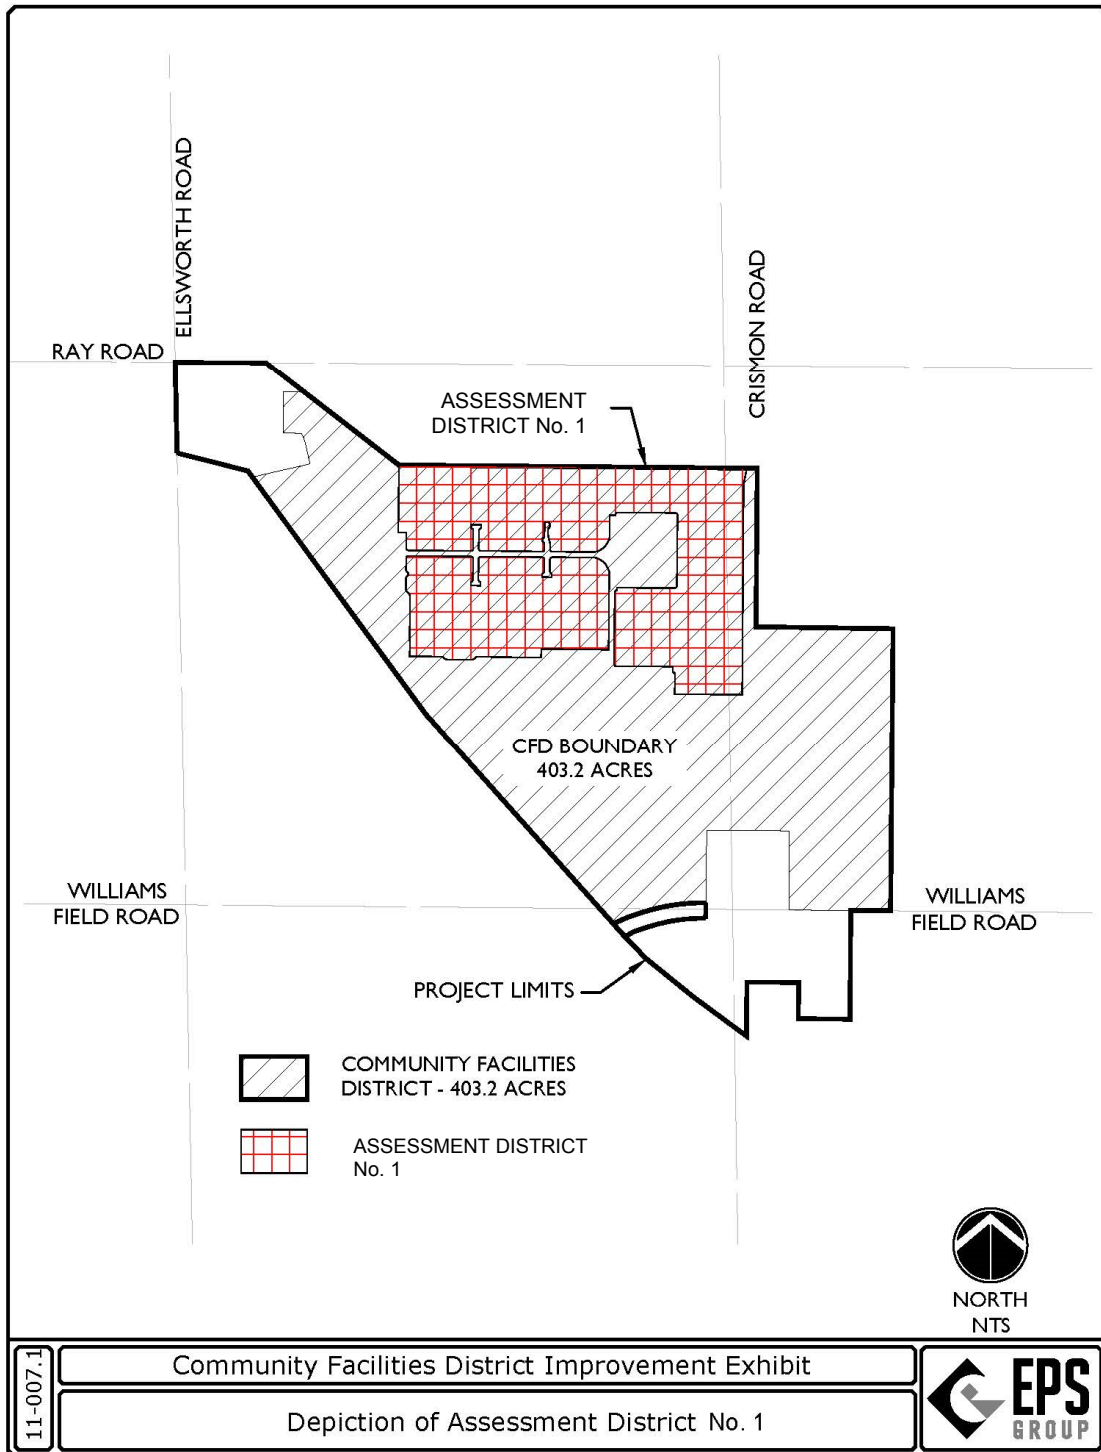 ELLSWORTH ROAD
CRISMON ROAD
RAY ROAD
ASSESSMENT
DISTRICT No. 1
CFD BOUNDARY
403.2 ACRES
WILLIAMS
FIELD ROAD
WILLIAMS
FIELD ROAD
PROJECT LIMITS
COMMUNITY FACILITIES
DISTRICT - 403.2 ACRES
ASSESSMENT DISTRICT
No. 1
NORTH
NTS
11-007.1
Community Facilities District Improvement Exhibit
Depiction of Assessment District No. 1
EPS
GROUP